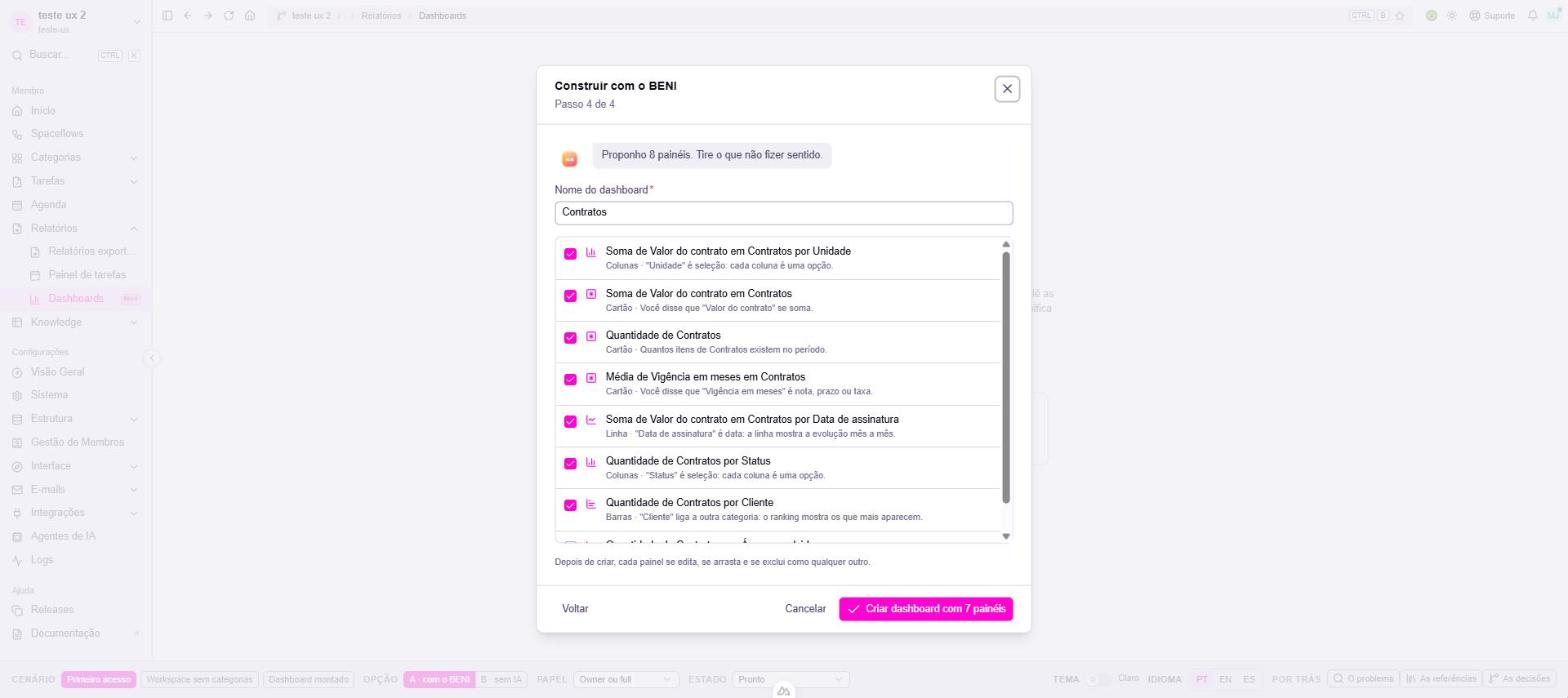 TE
teste ux 2
teste-ux
teste ux 2
Relatórios
Dashboards
CTRL B
Suporte
MJ
Buscar...
CTRL K
Membro
Início
Spaceflows
Categorias
Tarefas
Agenda
Relatórios
Relatórios export...
Painel de tarefas
Dashboards
Knowledge
Configurações
Visão Geral
Sistema
Estrutura
Gestão de Membros
Interface
E-mails
Integrações
Agentes de IA
Logs
Ajuda
Releases
Documentação
Construir com o BENI
Passo 4 de 4
Proponho 8 painéis. Tire o que não fizer sentido.
Nome do dashboard*
Contratos
Soma de Valor do contrato em Contratos por Unidade
Colunas · "Unidade" é seleção: cada coluna é uma opção.
Soma de Valor do contrato em Contratos
Cartão · Você disse que "Valor do contrato" se soma.
Quantidade de Contratos
Cartão · Quantos itens de Contratos existem no período.
Média de Vigência em meses em Contratos
Cartão · Você disse que "Vigência em meses" é nota, prazo ou taxa.
Soma de Valor do contrato em Contratos por Data de assinatura
Linha · "Data de assinatura" é data: a linha mostra a evolução mês a mês.
Quantidade de Contratos por Status
Colunas · "Status" é seleção: cada coluna é uma opção.
Quantidade de Contratos por Cliente
Barras · "Cliente" liga a outra categoria: o ranking mostra os que mais aparecem.
Depois de criar, cada painel se edita, se arrasta e se exclui como qualquer outro.
Voltar
Cancelar
Criar dashboard com 7 painéis
lê as
CENÁRIO
Primeiro acesso
Workspace sem categorias
Dashboard montado
OPÇÃO
A · com o BENI
B · sem IA
PAPEL
Owner ou full
ESTADO
Pronto
TEMA
Claro
IDIOMA
PT
EN
ES
POR TRÁS
O problema
As referências
As decisões